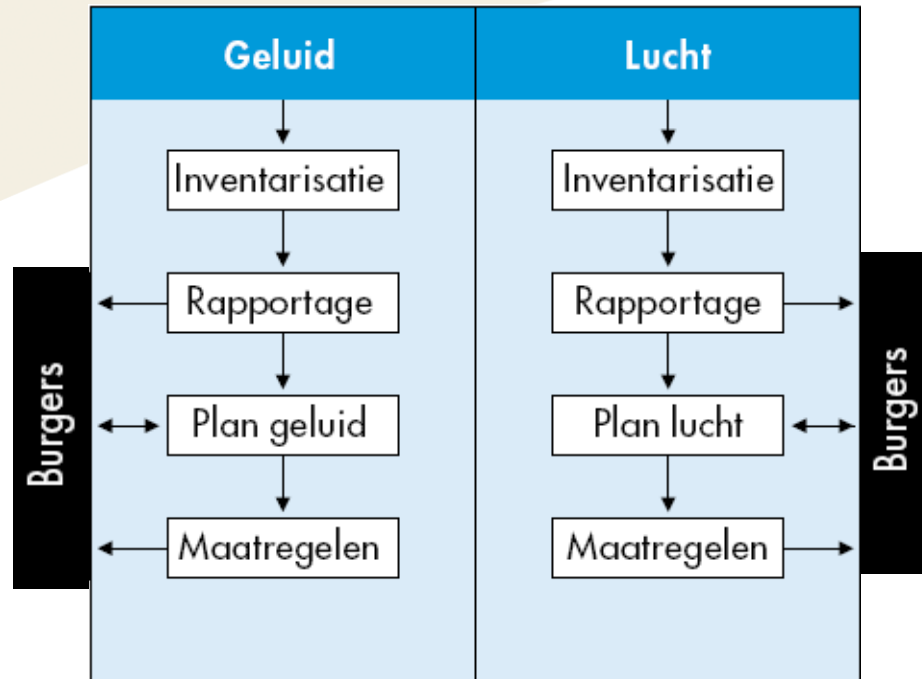 Geluid
Lucht
Inventarisatie
Inventarisatie
Rapportage
Rapportage
Burgers
Plan geluid
Plan lucht
Burgers
Maatregelen
Maatregelen